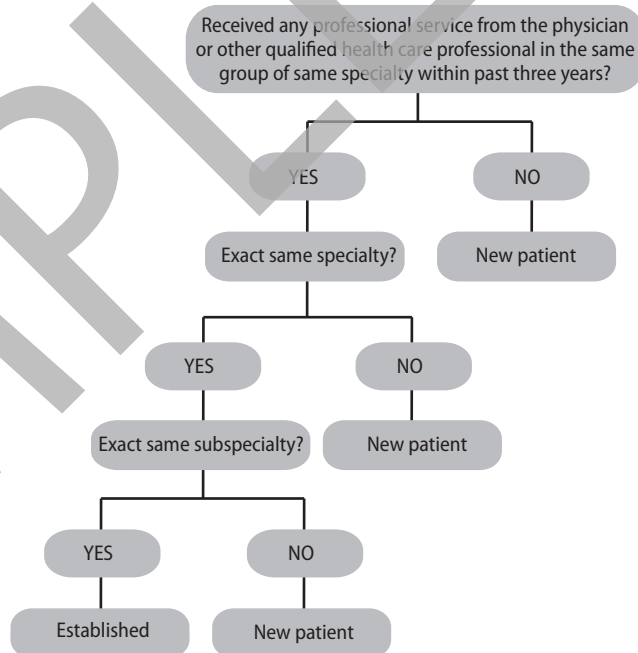 Received any professional service from the physician
or other qualified health care professional in the same
group of same specialty within past three years?
YES
NO
Exact same specialty?
New patient
YES
NO
Exact same subspecialty?
New patient
YES
NO
Established
New patient